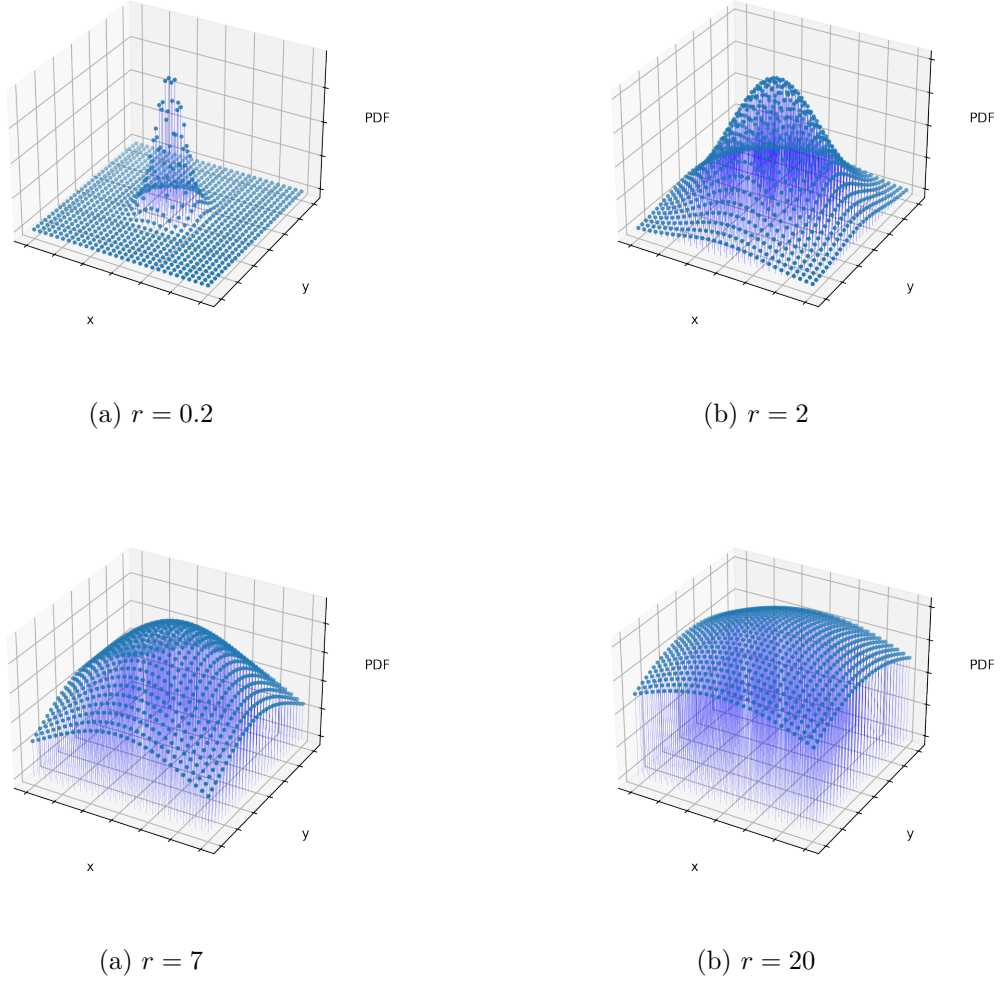 PDF
y
x
PDF
y
x
(a) r = 0.2
(b) r = 2
PDF
y
x
PDF
y
x
(a) r = 7
(b) r = 20